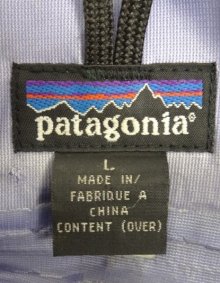 patagonia®
L
MADE IN/
FABRIQUE A
CHINA
CONTENT (OVER)